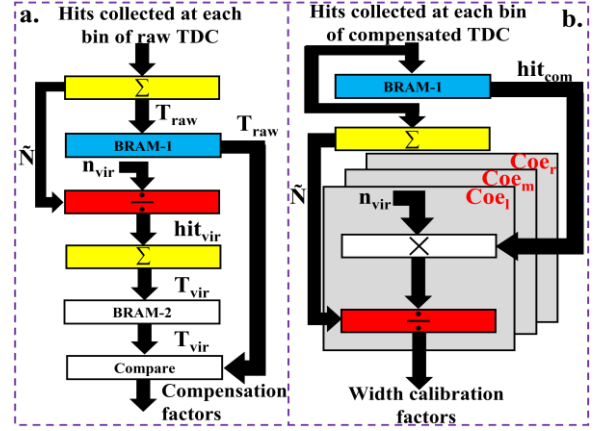 a.
Hits collected at each
bin of raw TDC
Σ
T_raw
T_raw
BRAM-1
Ñ
n_vir
÷
hit_vir
Σ
T_vir
BRAM-2
T_vir
Compare
Compensation
factors
b.
Hits collected at each bin
of compensated TDC
BRAM-1
hit_com
Σ
Ñ
Coe_r
Coe_m
Coe_l
n_vir
×
÷
Width calibration
factors